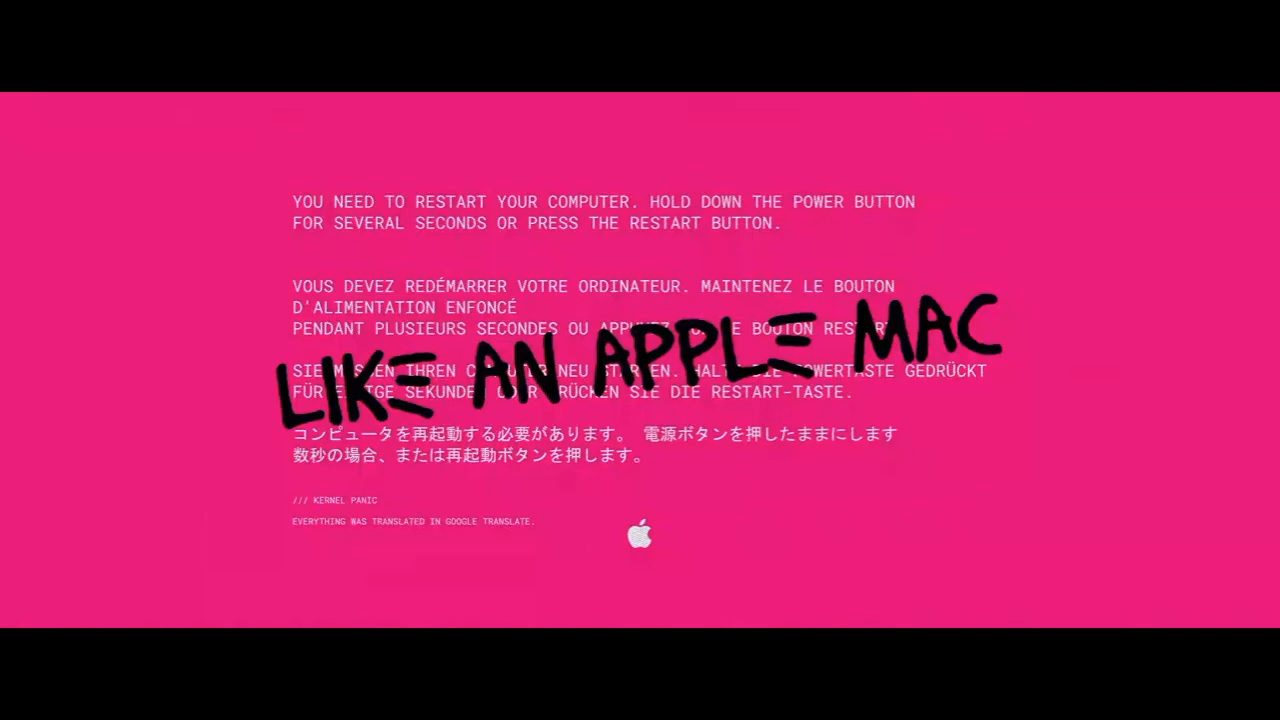 YOU NEED TO RESTART YOUR COMPUTER. HOLD DOWN THE POWER BUTTON
FOR SEVERAL SECONDS OR PRESS THE RESTART BUTTON.
VOUS DEVEZ REDÉMARRER VOTRE ORDINATEUR. MAINTENEZ LE BOUTON
D'ALIMENTATION ENFONCÉ
PENDANT PLUSIEURS SECONDES OU BOUTON
LIKE AN APPLE MAC
SIE IHREN NEU DIE GEDRÜCKT
FÜR SIE DIE RESTART-TASTE.
コンピュータを再起動する必要があります。 電源ボタンを押したままにします
数秒の場合、または再起動ボタンを押します。
/// KERNEL PANIC
EVERYTHING WAS TRANSLATED IN GOOGLE TRANSLATE.